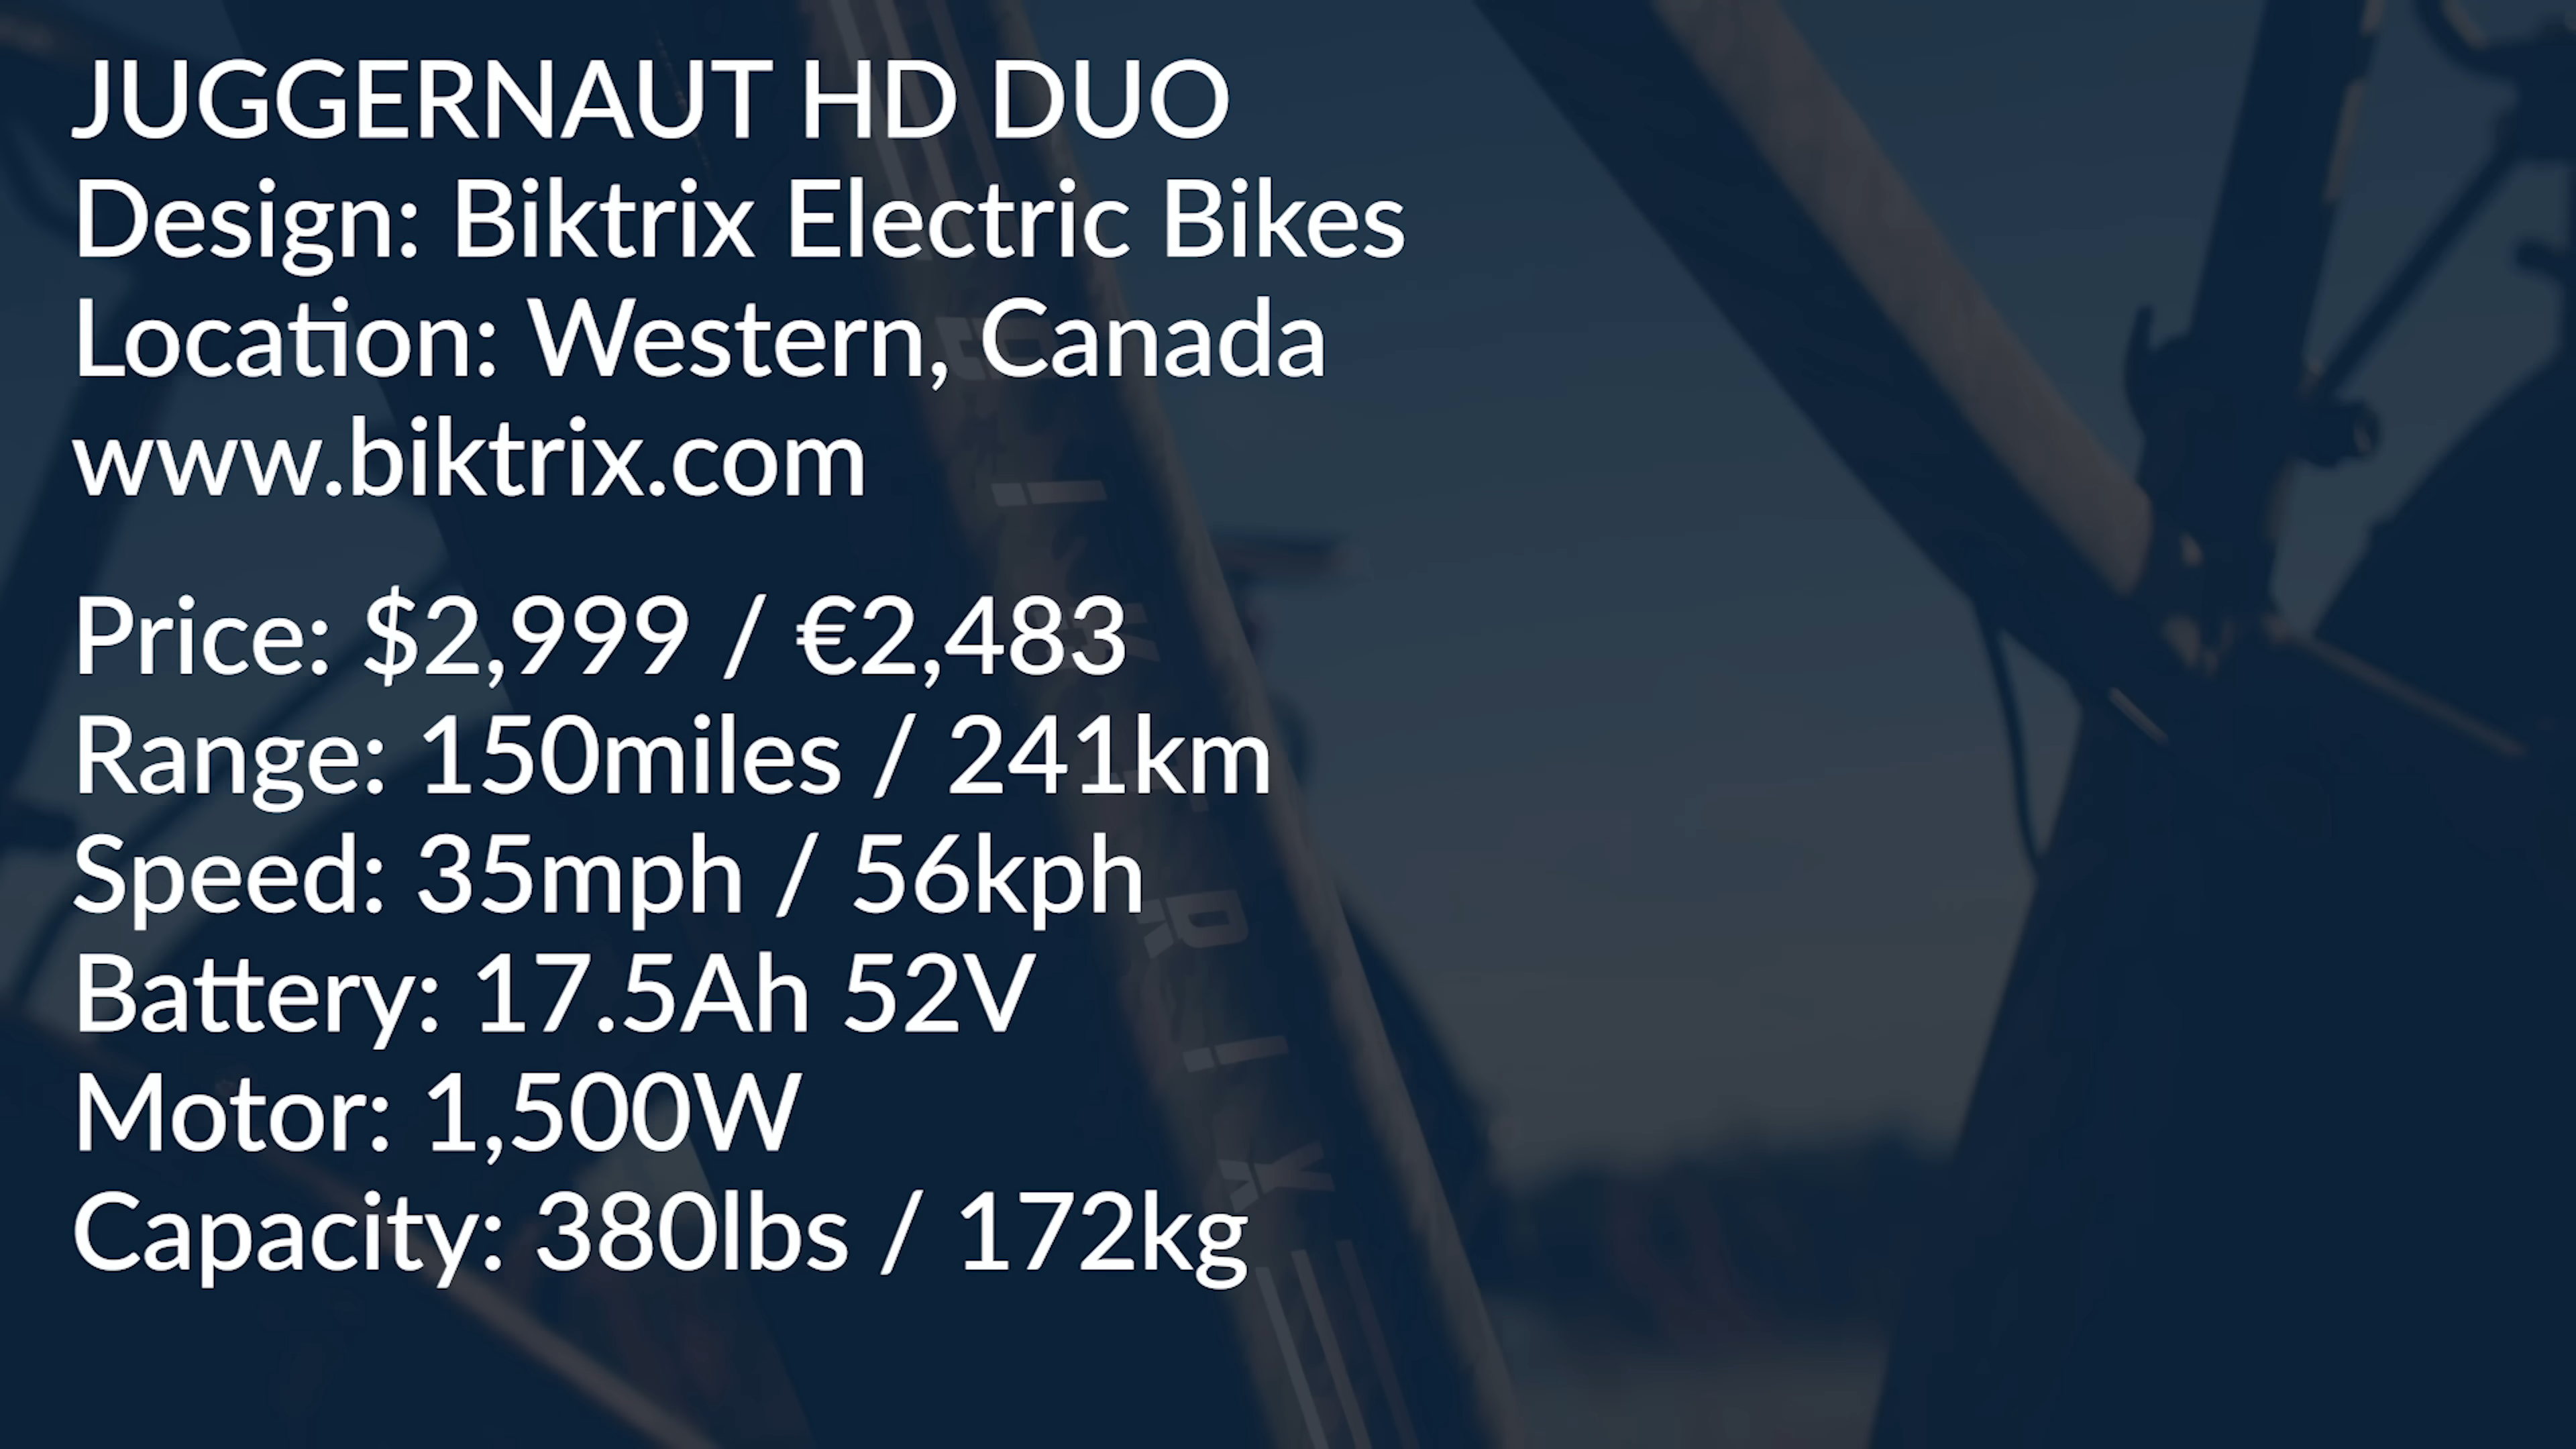 JUGGERNAUT HD DUO
Design: Biktrix Electric Bikes
Location: Western, Canada
www.biktrix.com
Price: $2,999 / €2,483
Range: 150miles / 241km
Speed: 35mph / 56kph
Battery: 17.5Ah 52V
Motor: 1,500W
Capacity: 380lbs / 172kg
BIKTRIX